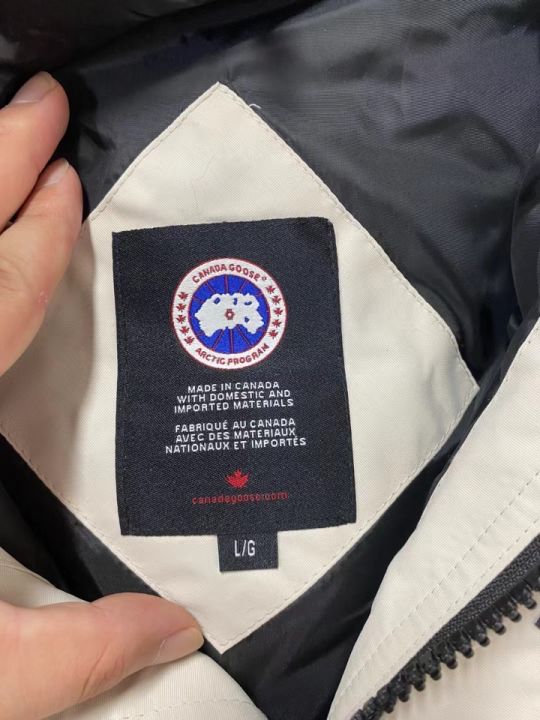 CANADA GOOSE®
ARCTIC PROGRAM
MADE IN CANADA
WITH DOMESTIC AND
IMPORTED MATERIALS
FABRIQUÉ AU CANADA
AVEC DES MATERIAUX
NATIONAUX ET IMPORTÉS
canadagoose.com
L/G